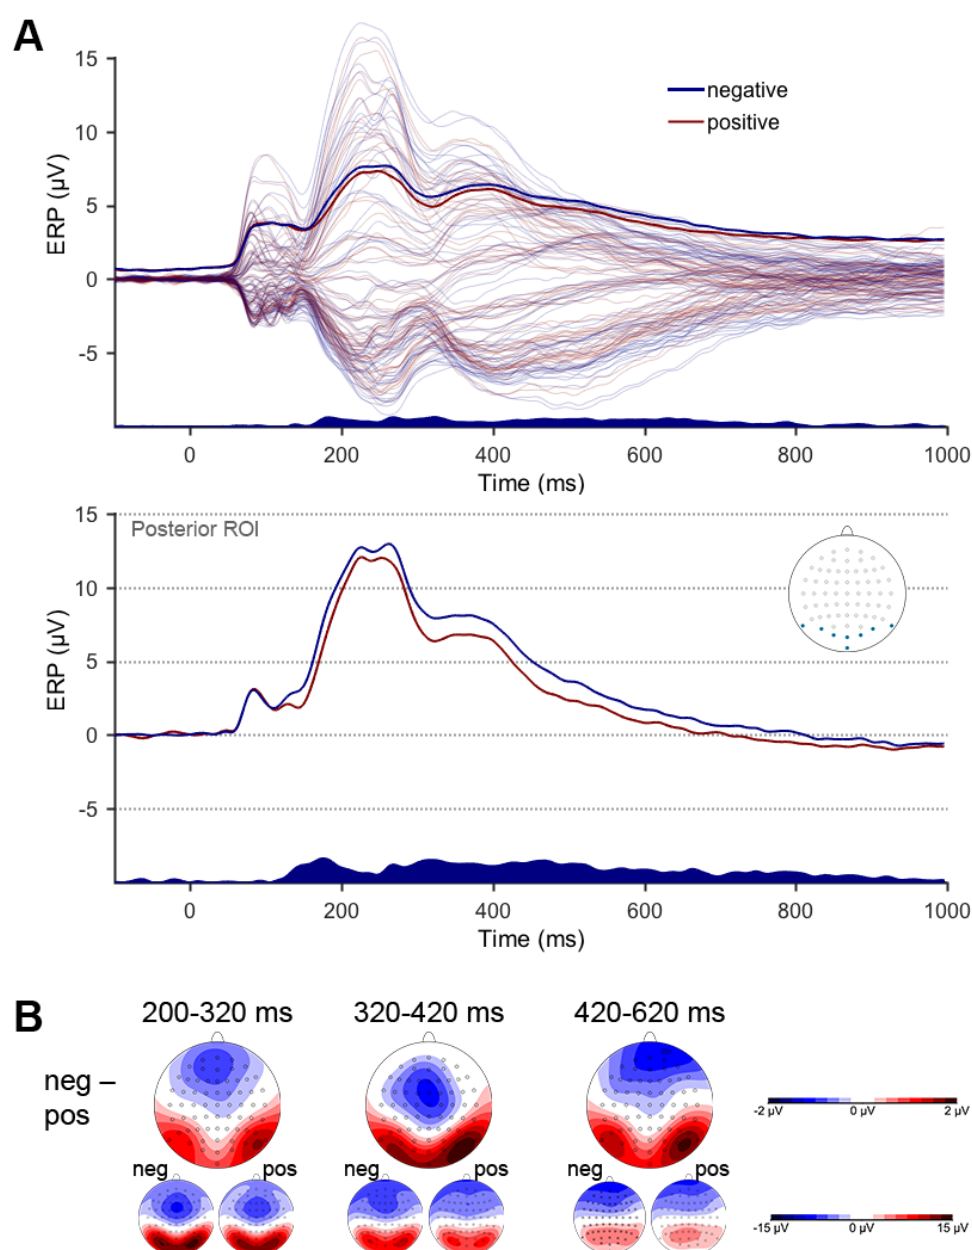 A
15
10
5
0
-5
ERP (µV)
negative
positive
0 200 400 600 800 1000
Time (ms)
Posterior ROI
15
10
5
0
-5
ERP (µV)
0 200 400 600 800 1000
Time (ms)
B
200-320 ms 320-420 ms 420-620 ms
neg –
pos
-2 µV 0 µV 2 µV
neg pos neg pos neg pos
-15 µV 0 µV 15 µV